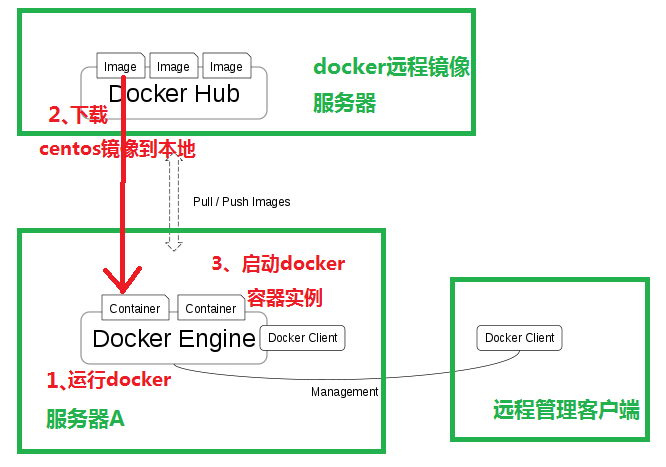 Image Image Image
Docker Hub
docker远程镜像
服务器
2、下载
centos镜像到本地
Pull / Push Images
3、启动docker
容器实例
Container Container
Docker Engine
Docker Client
1、运行docker
服务器A
Management
Docker Client
远程管理客户端